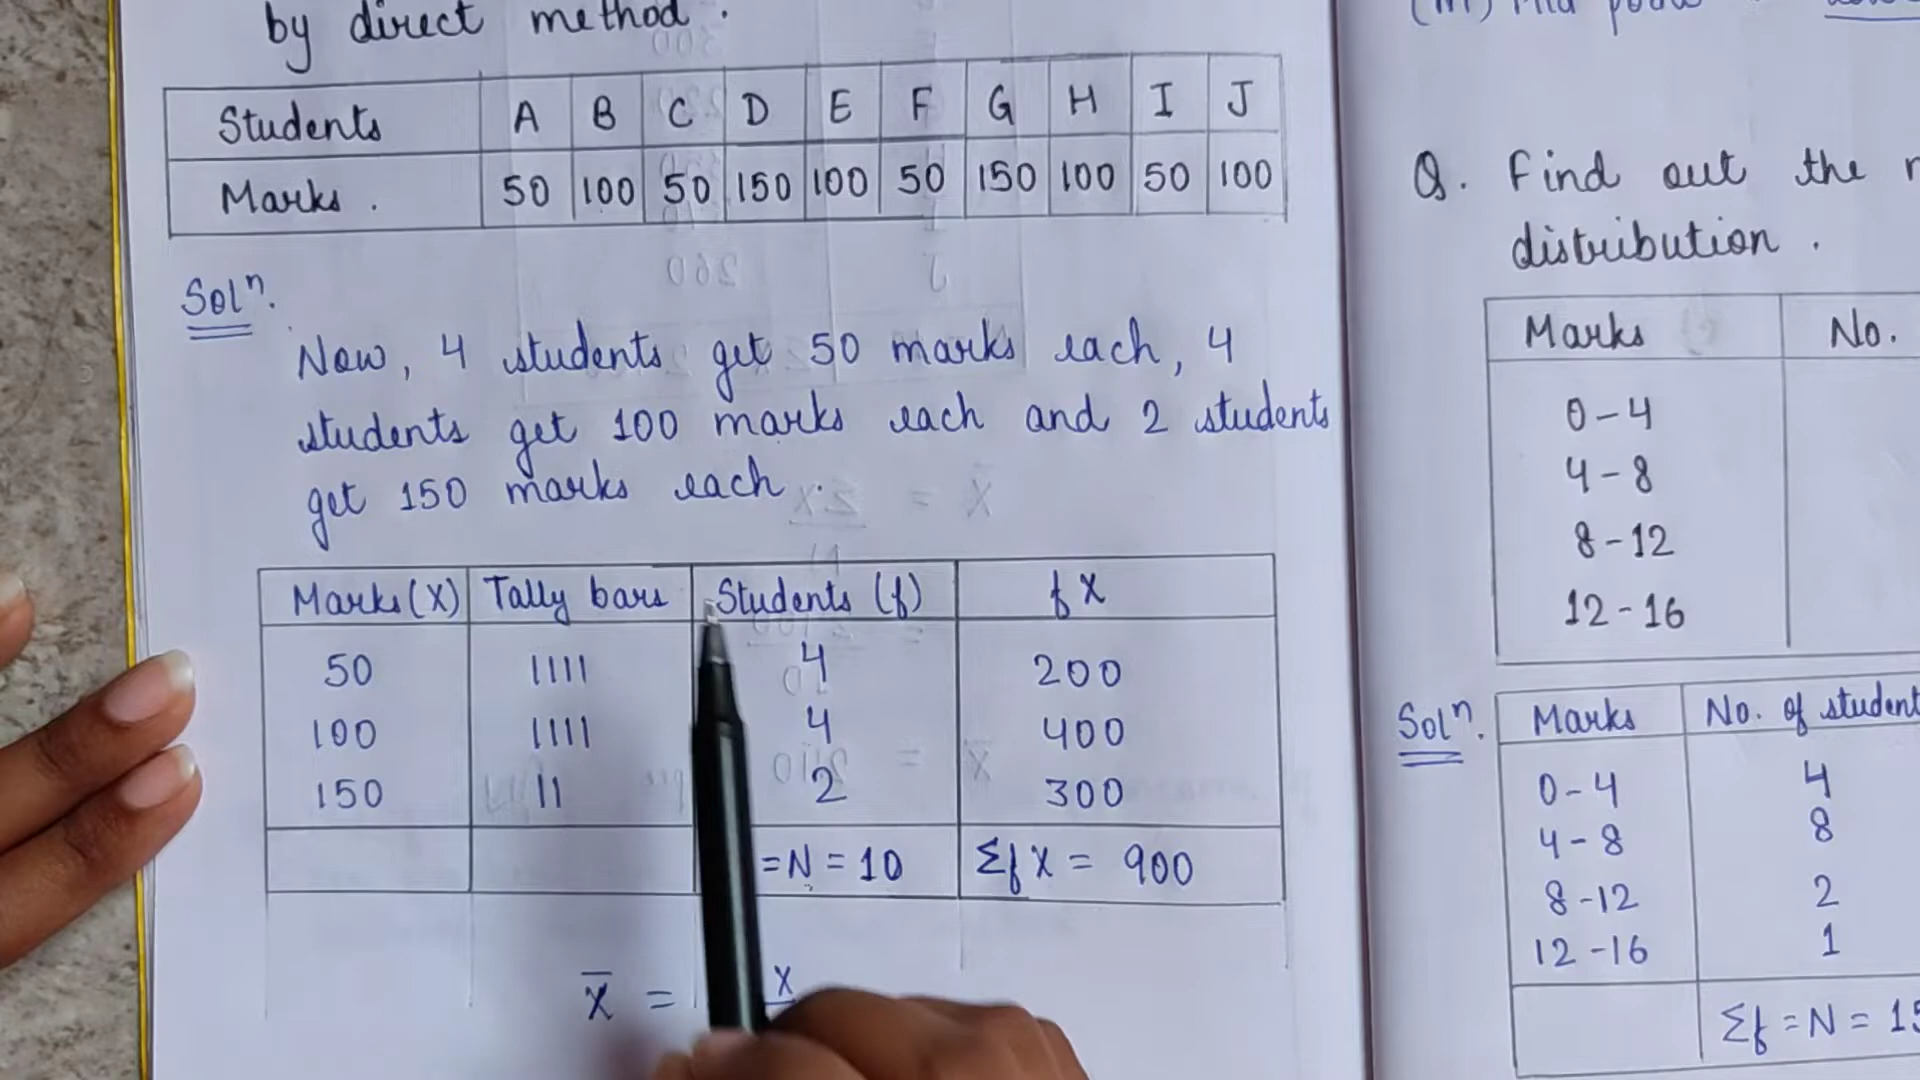 by direct method.
Students A B C D E F G H I J
Marks. 50 100 50 150 100 50 150 100 50 100
Solⁿ.
Now, 4 students get 50 marks each, 4
students get 100 marks each and 2 students
get 150 marks each.
Marks(X) Tally bars Students (f) fX
50 |||| 4 200
100 |||| 4 400
150 || 2 300
=N = 10 ΣfX = 900
X̄ = X
Q. Find out the
distribution.
Marks No.
0-4
4-8
8-12
12-16
Solⁿ. Marks No. of student
0-4 4
4-8 8
8-12 2
12-16 1
Σf = N = 15